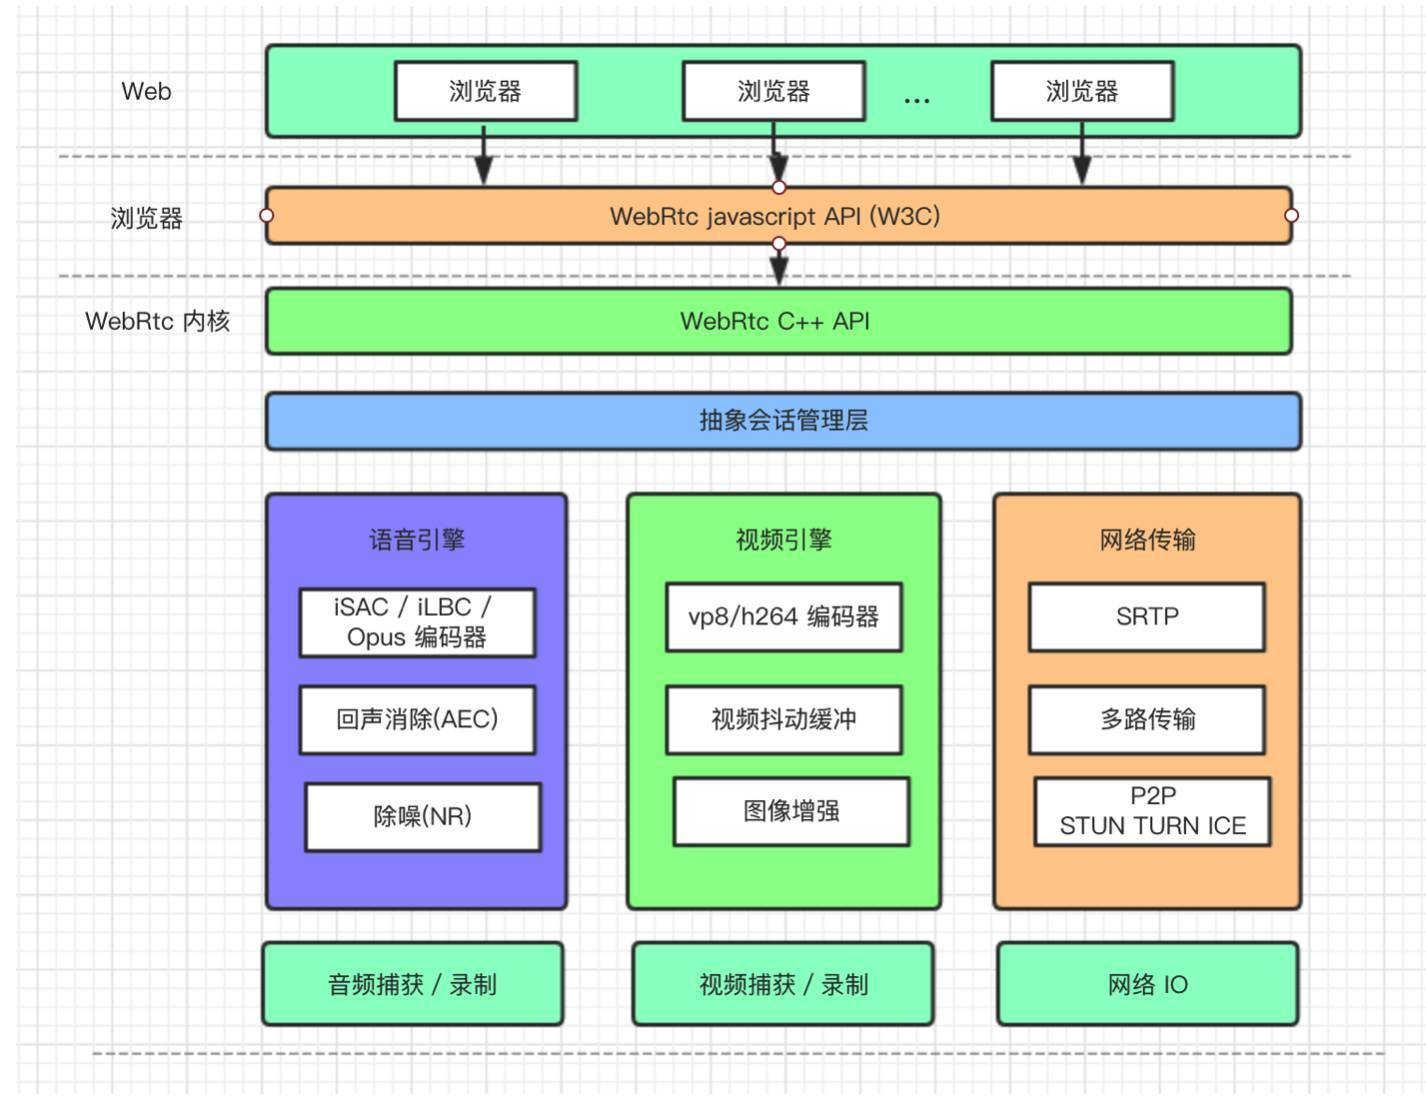 Web
浏览器
浏览器
...
浏览器
浏览器
WebRtc javascript API (W3C)
WebRtc 内核
WebRtc C++ API
抽象会话管理层
语音引擎
iSAC / iLBC /
Opus 编码器
回声消除(AEC)
除噪(NR)
视频引擎
vp8/h264 编码器
视频抖动缓冲
图像增强
网络传输
SRTP
多路传输
P2P
STUN TURN ICE
音频捕获 / 录制
视频捕获 / 录制
网络 IO